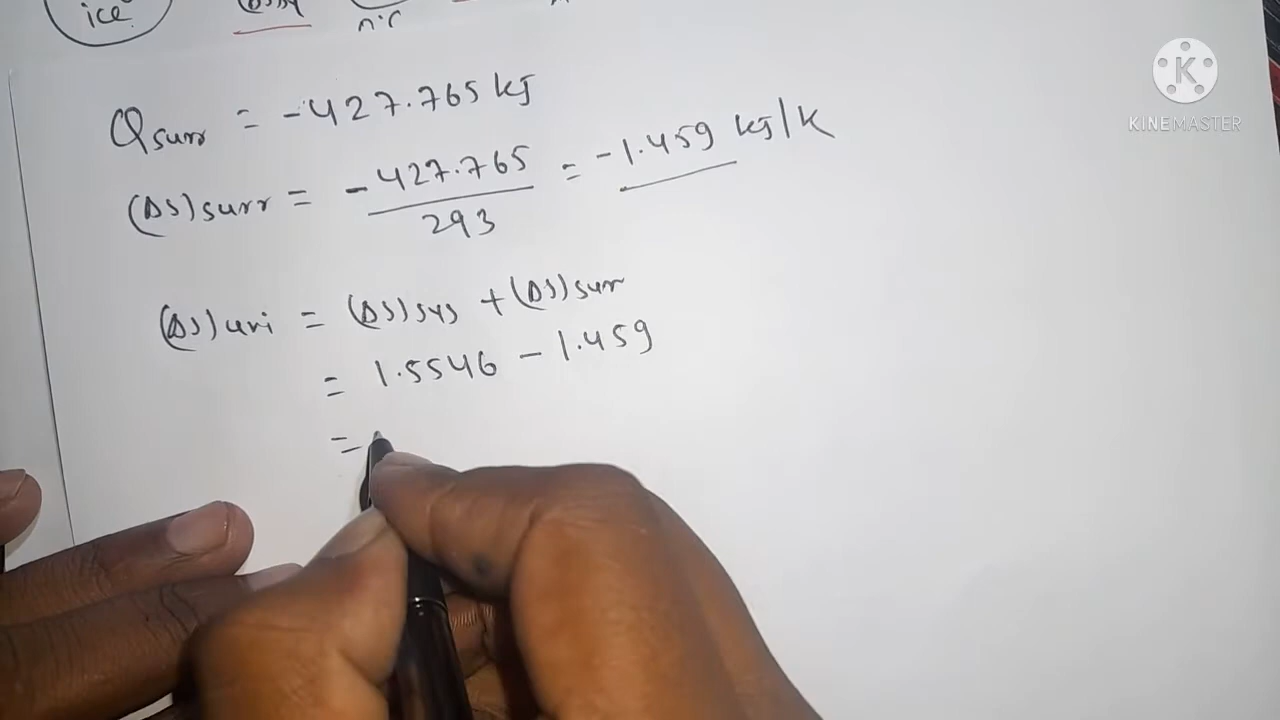 ice
Qsurr = -427.765 kJ
(ΔS)surr = -427.765 / 293 = -1.459 kJ/K
(ΔS)uni = (ΔS)sys + (ΔS)surr
= 1.5546 - 1.459
=
K
KINEMASTER